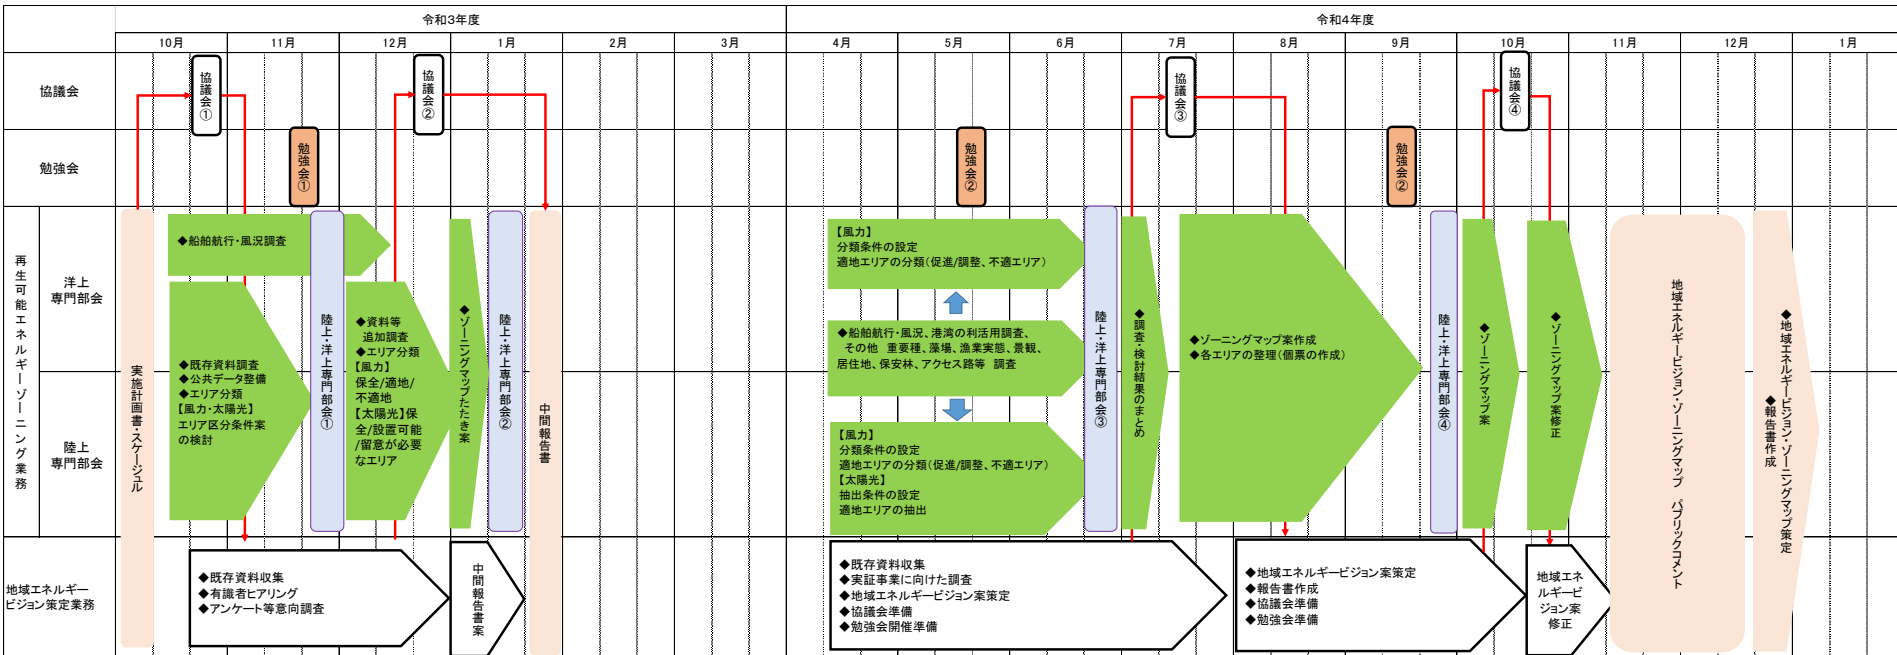 令和3年度
令和4年度
10月
11月
12月
1月
2月
3月
4月
5月
6月
7月
8月
9月
10月
11月
12月
1月
協議会
協議会①
協議会②
協議会③
協議会④
勉強会
勉強会①
勉強会②
勉強会②
再生可能エネルギーゾーニング業務
洋上
専門部会
陸上
専門部会
実施計画書・スケージュル
◆船舶航行・風況調査
◆既存資料調査
◆公共データ整備
◆エリア分類
【風力・太陽光】
エリア区分条件案
の検討
陸上・洋上専門部会①
◆資料等
追加調査
◆エリア分類
【風力】
保全/適地/
不適地
【太陽光】保
全/設置可能
/留意が必要
なエリア
◆ゾーニングマップたたき案
陸上・洋上専門部会②
中間報告書
【風力】
分類条件の設定
適地エリアの分類(促進/調整、不適エリア)
◆船舶航行・風況、港湾の利活用調査、
その他 重要種、藻場、漁業実態、景観、
居住地、保安林、アクセス路等 調査
【風力】
分類条件の設定
適地エリアの分類(促進/調整、不適エリア)
【太陽光】
抽出条件の設定
適地エリアの抽出
陸上・洋上専門部会③
◆調査・検討結果のまとめ
◆ゾーニングマップ案作成
◆各エリアの整理(個票の作成)
陸上・洋上専門部会④
◆ゾーニングマップ案
◆ゾーニングマップ案修正
地域エネルギービジョン・ゾーニングマップ パブリックコメント
◆地域エネルギービジョン・ゾーニングマップ策定
◆報告書作成
地域エネルギー
ビジョン策定業務
◆既存資料収集
◆有識者ヒアリング
◆アンケート等意向調査
中間報告書案
◆既存資料収集
◆実証事業に向けた調査
◆地域エネルギービジョン案策定
◆協議会準備
◆勉強会開催準備
◆地域エネルギービジョン案策定
◆報告書作成
◆協議会準備
◆勉強会準備
地域エネ
ルギービ
ジョン案
修正